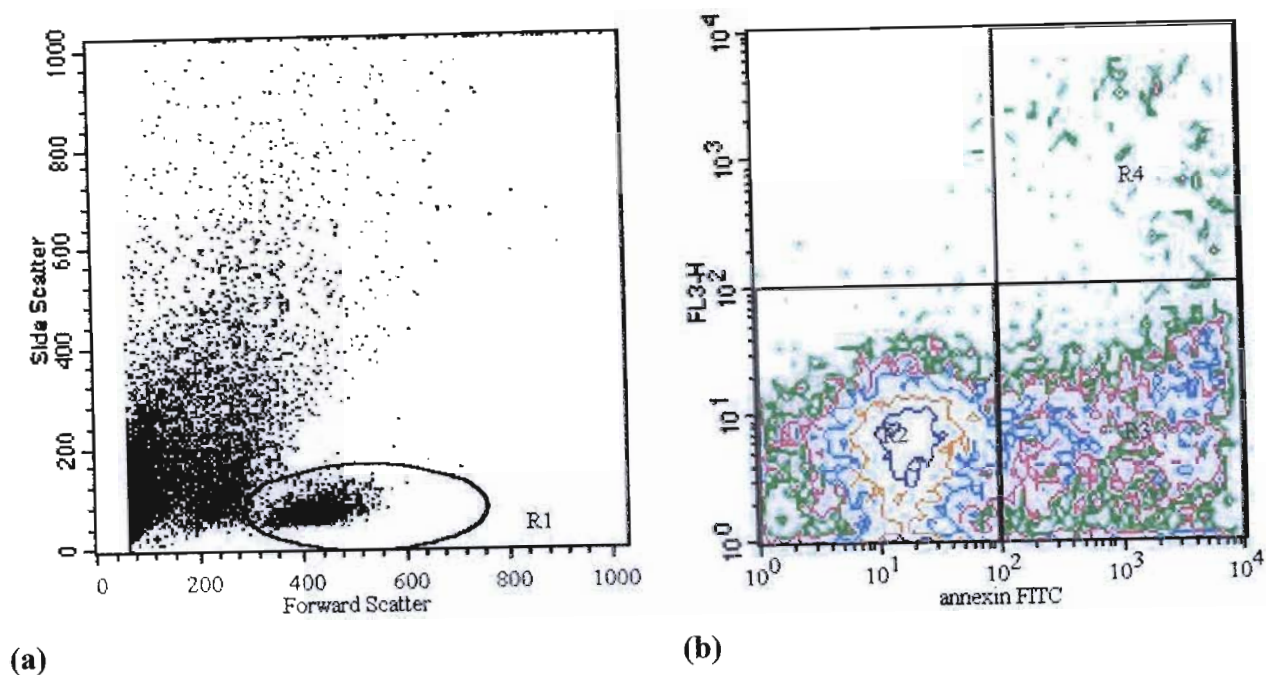 1000
800
600
400
200
0
Side Scatter
R1
0 200 400 600 800 1000
Forward Scatter
(a)
10^4
10^3
10^2
10^1
10^0
FL3-H
R4
R2
R3
10^0 10^1 10^2 10^3 10^4
annexin FITC
(b)